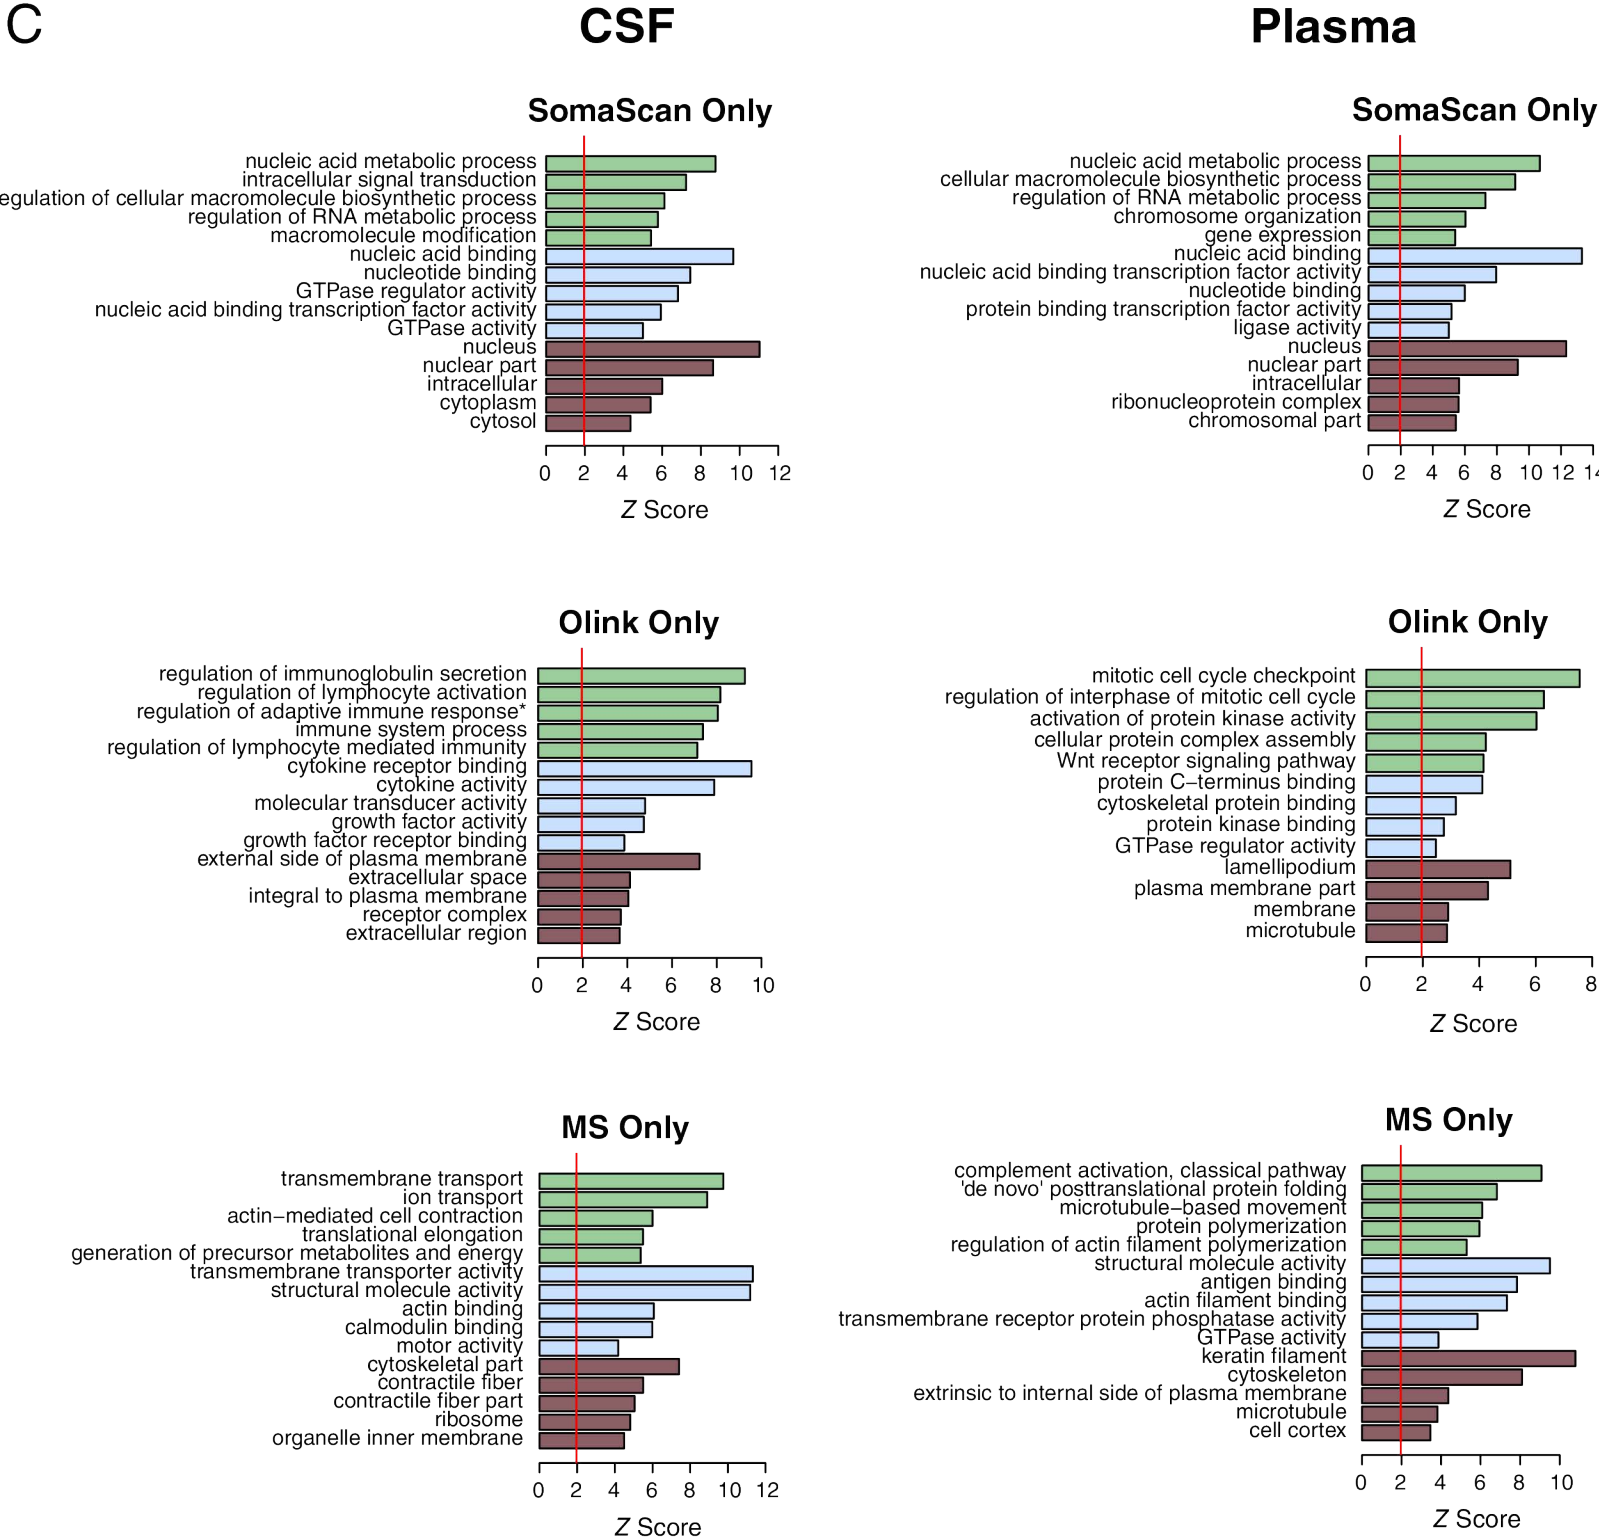 C
CSF
Plasma
SomaScan Only
nucleic acid metabolic process
intracellular signal transduction
egulation of cellular macromolecule biosynthetic process
regulation of RNA metabolic process
macromolecule modification
nucleic acid binding
nucleotide binding
GTPase regulator activity
nucleic acid binding transcription factor activity
GTPase activity
nucleus
nuclear part
intracellular
cytoplasm
cytosol
0 2 4 6 8 10 12
Z Score
SomaScan Only
nucleic acid metabolic process
cellular macromolecule biosynthetic process
regulation of RNA metabolic process
chromosome organization
gene expression
nucleic acid binding
nucleic acid binding transcription factor activity
nucleotide binding
protein binding transcription factor activity
ligase activity
nucleus
nuclear part
intracellular
ribonucleoprotein complex
chromosomal part
0 2 4 6 8 10 12 14
Z Score
Olink Only
regulation of immunoglobulin secretion
regulation of lymphocyte activation
regulation of adaptive immune response*
immune system process
regulation of lymphocyte mediated immunity
cytokine receptor binding
cytokine activity
molecular transducer activity
growth factor activity
growth factor receptor binding
external side of plasma membrane
extracellular space
integral to plasma membrane
receptor complex
extracellular region
0 2 4 6 8 10
Z Score
Olink Only
mitotic cell cycle checkpoint
regulation of interphase of mitotic cell cycle
activation of protein kinase activity
cellular protein complex assembly
Wnt receptor signaling pathway
protein C−terminus binding
cytoskeletal protein binding
protein kinase binding
GTPase regulator activity
lamellipodium
plasma membrane part
membrane
microtubule
0 2 4 6 8
Z Score
MS Only
transmembrane transport
ion transport
actin−mediated cell contraction
translational elongation
generation of precursor metabolites and energy
transmembrane transporter activity
structural molecule activity
actin binding
calmodulin binding
motor activity
cytoskeletal part
contractile fiber
contractile fiber part
ribosome
organelle inner membrane
0 2 4 6 8 10 12
Z Score
MS Only
complement activation, classical pathway
'de novo' posttranslational protein folding
microtubule−based movement
protein polymerization
regulation of actin filament polymerization
structural molecule activity
antigen binding
actin filament binding
transmembrane receptor protein phosphatase activity
GTPase activity
keratin filament
cytoskeleton
extrinsic to internal side of plasma membrane
microtubule
cell cortex
0 2 4 6 8 10
Z Score